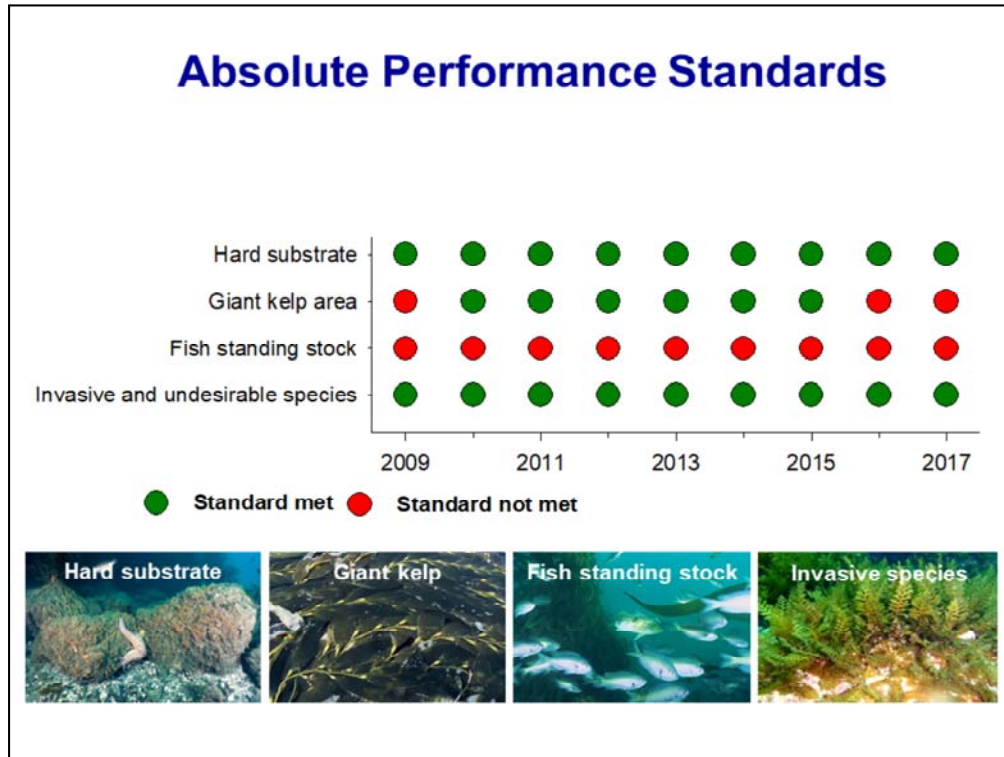 Absolute Performance Standards
Hard substrate
Giant kelp area
Fish standing stock
Invasive and undesirable species
2009 2011 2013 2015 2017
Standard met Standard not met
Hard substrate Giant kelp Fish standing stock Invasive species